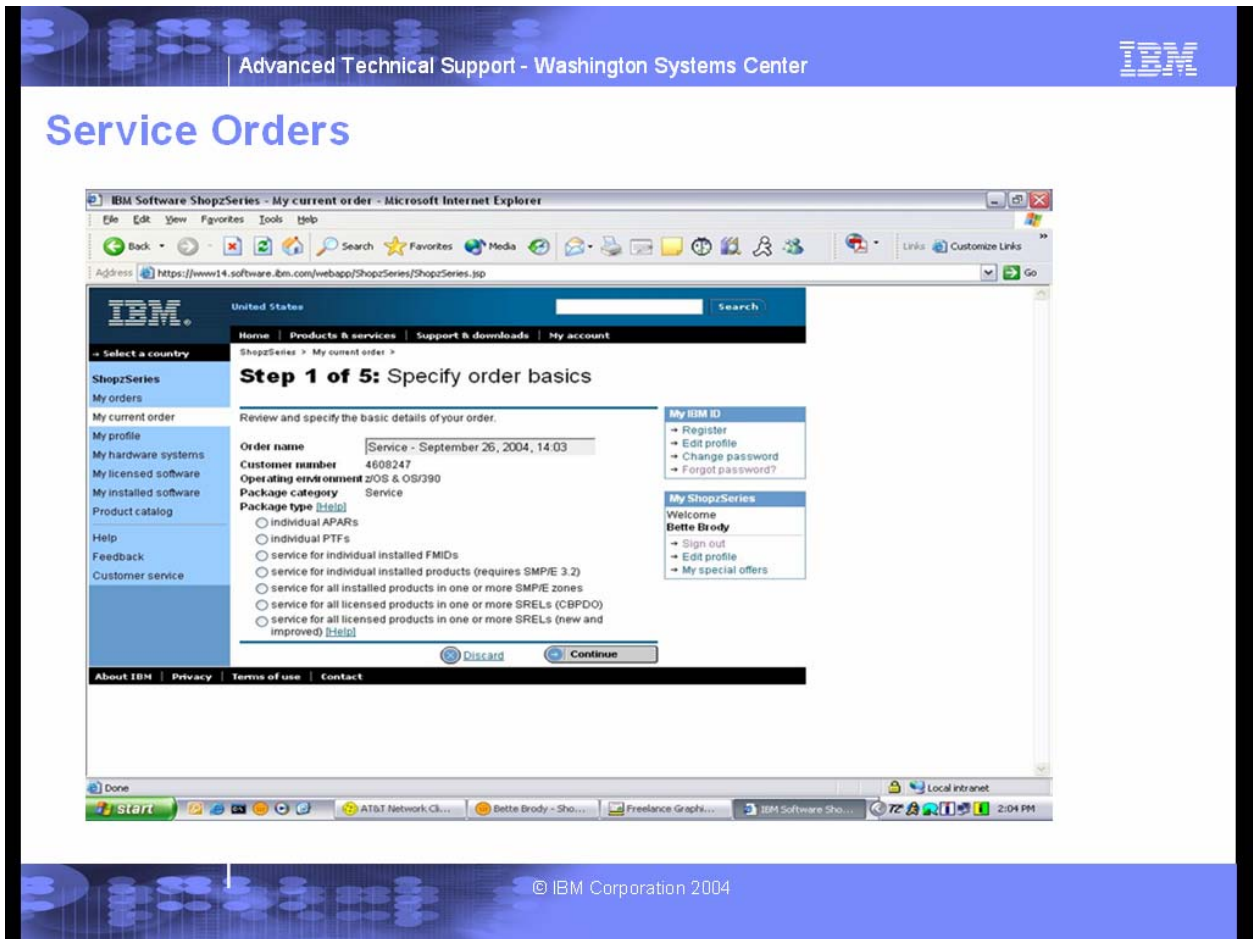 Advanced Technical Support - Washington Systems Center
IBM
Service Orders
IBM Software ShopzSeries - My current order - Microsoft Internet Explorer
File Edit View Favorites Tools Help
Back Search Favorites Media Links Customize Links
Address https://www14.software.ibm.com/webapp/ShopzSeries/ShopzSeries.jsp Go
IBM.
United States
Search
Home | Products & services | Support & downloads | My account
→ Select a country
ShopzSeries
My orders
My current order
My profile
My hardware systems
My licensed software
My installed software
Product catalog
Help
Feedback
Customer service
ShopzSeries > My current order >
Step 1 of 5: Specify order basics
Review and specify the basic details of your order.
Order name Service - September 26, 2004, 14:03
Customer number 4608247
Operating environment z/OS & OS/390
Package category Service
Package type [Help]
individual APARs
individual PTFs
service for individual installed FMIDs
service for individual installed products (requires SMP/E 3.2)
service for all installed products in one or more SMP/E zones
service for all licensed products in one or more SRELs (CBPDO)
service for all licensed products in one or more SRELs (new and
improved) [Help]
Discard Continue
My IBM ID
→ Register
→ Edit profile
→ Change password
→ Forgot password?
My ShopzSeries
Welcome
Bette Brody
→ Sign out
→ Edit profile
→ My special offers
About IBM | Privacy | Terms of use | Contact
Done Local intranet
start AT&T Network Cli... Bette Brody - Sho... Freelance Graphi... IBM Software Sho... 2:04 PM
© IBM Corporation 2004